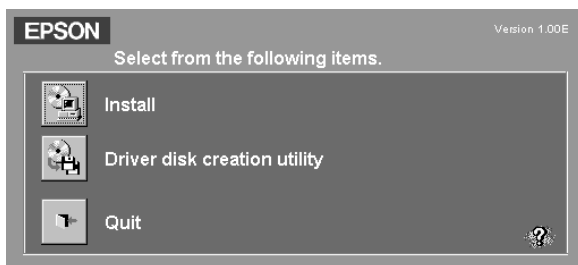 EPSON
Version 1.00E
Select from the following items.
Install
Driver disk creation utility
Quit
?